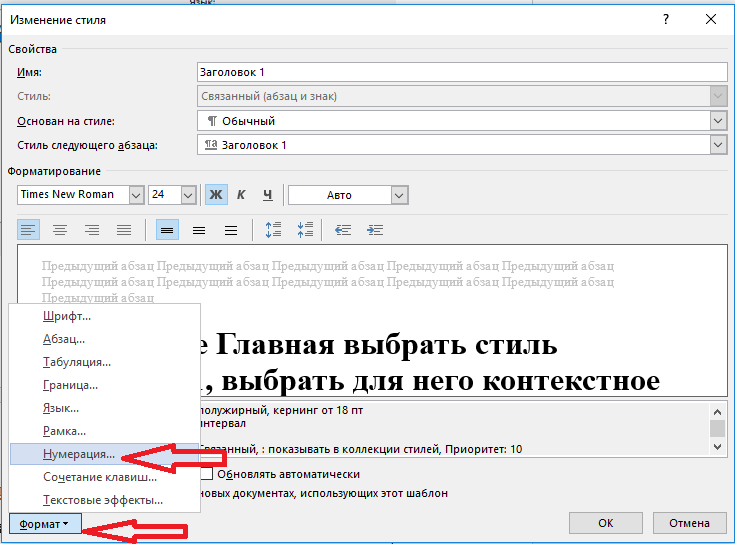 язык:
Изменение стиля
?
Свойства
Имя: Заголовок 1
Стиль: Связанный (абзац и знак)
Основан на стиле: ¶ Обычный
Стиль следующего абзаца: ¶a Заголовок 1
Форматирование
Times New Roman 24 Ж К Ч Авто
Предыдущий абзац Предыдущий абзац Предыдущий абзац Предыдущий абзац Предыдущий абзац
Предыдущий абзац Предыдущий абзац Предыдущий абзац Предыдущий абзац Предыдущий абзац
Предыдущий абзац
е Главная выбрать стиль
, выбрать для него контекстное
Шрифт...
Абзац...
Табуляция...
Граница...
Язык...
Рамка...
Нумерация...
Сочетание клавиш...
Текстовые эффекты...
полужирный, кернинг от 18 пт
интервал
Связанный, : показывать в коллекции стилей, Приоритет: 10
Обновлять автоматически
новых документах, использующих этот шаблон
Формат
ОК
Отмена